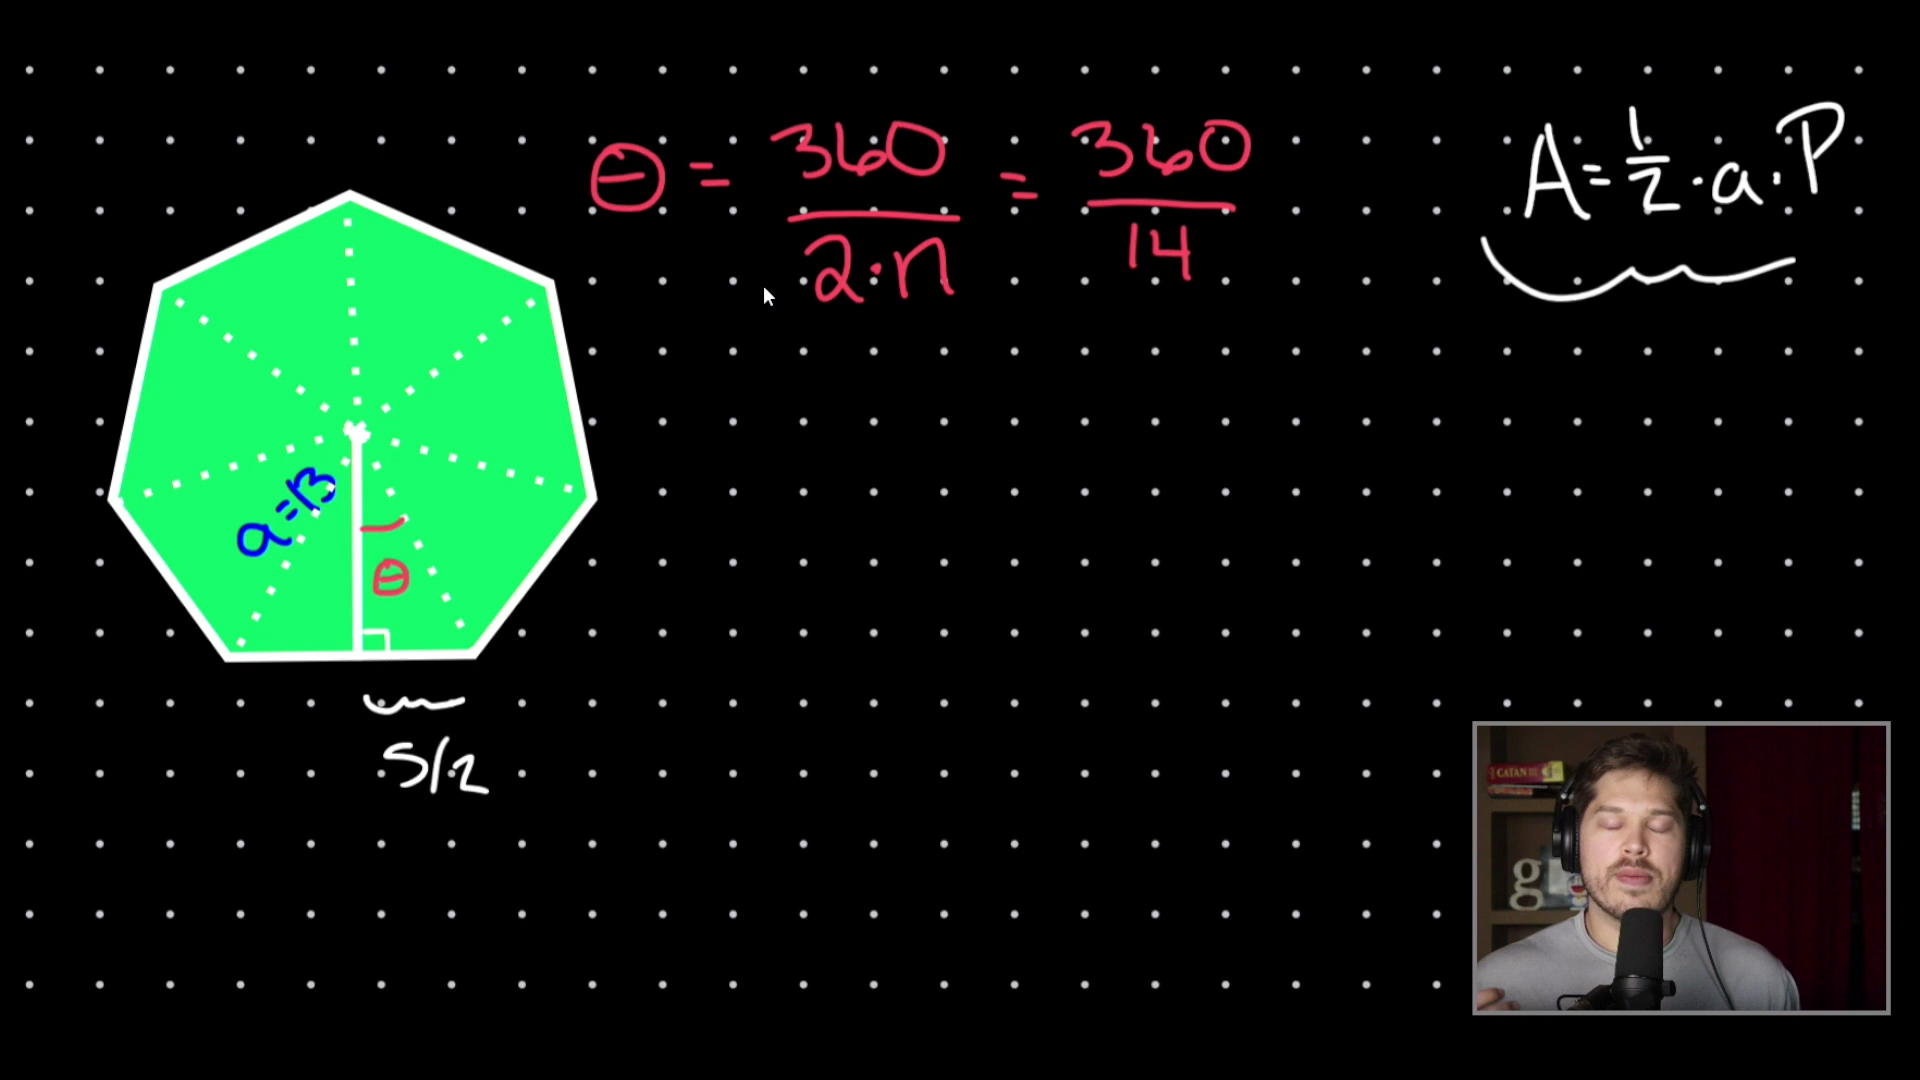 Θ = 360 / 2·n = 360 / 14
A = 1/2 · a · P
a=13
Θ
S/2
CATAN
g